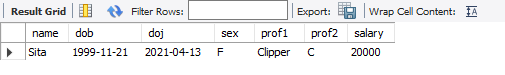 Result Grid Filter Rows: Export: Wrap Cell Content:
name dob doj sex prof1 prof2 salary
Sita 1999-11-21 2021-04-13 F Clipper C 20000